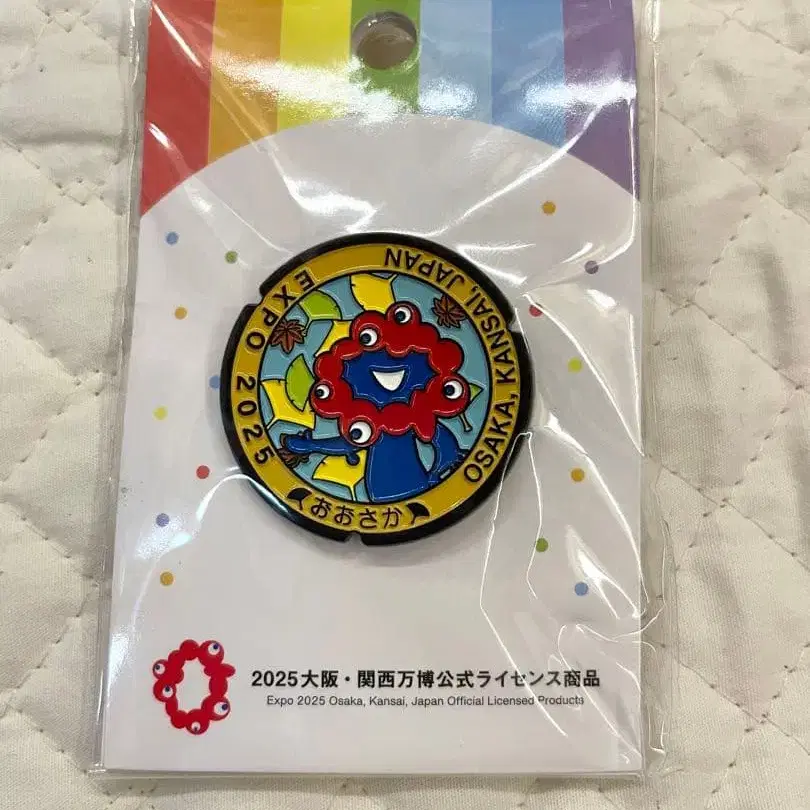 EXPO 2025
OSAKA, KANSAI, JAPAN
おおさか
2025大阪・関西万博公式ライセンス商品
Expo 2025 Osaka, Kansai, Japan Official Licensed Products